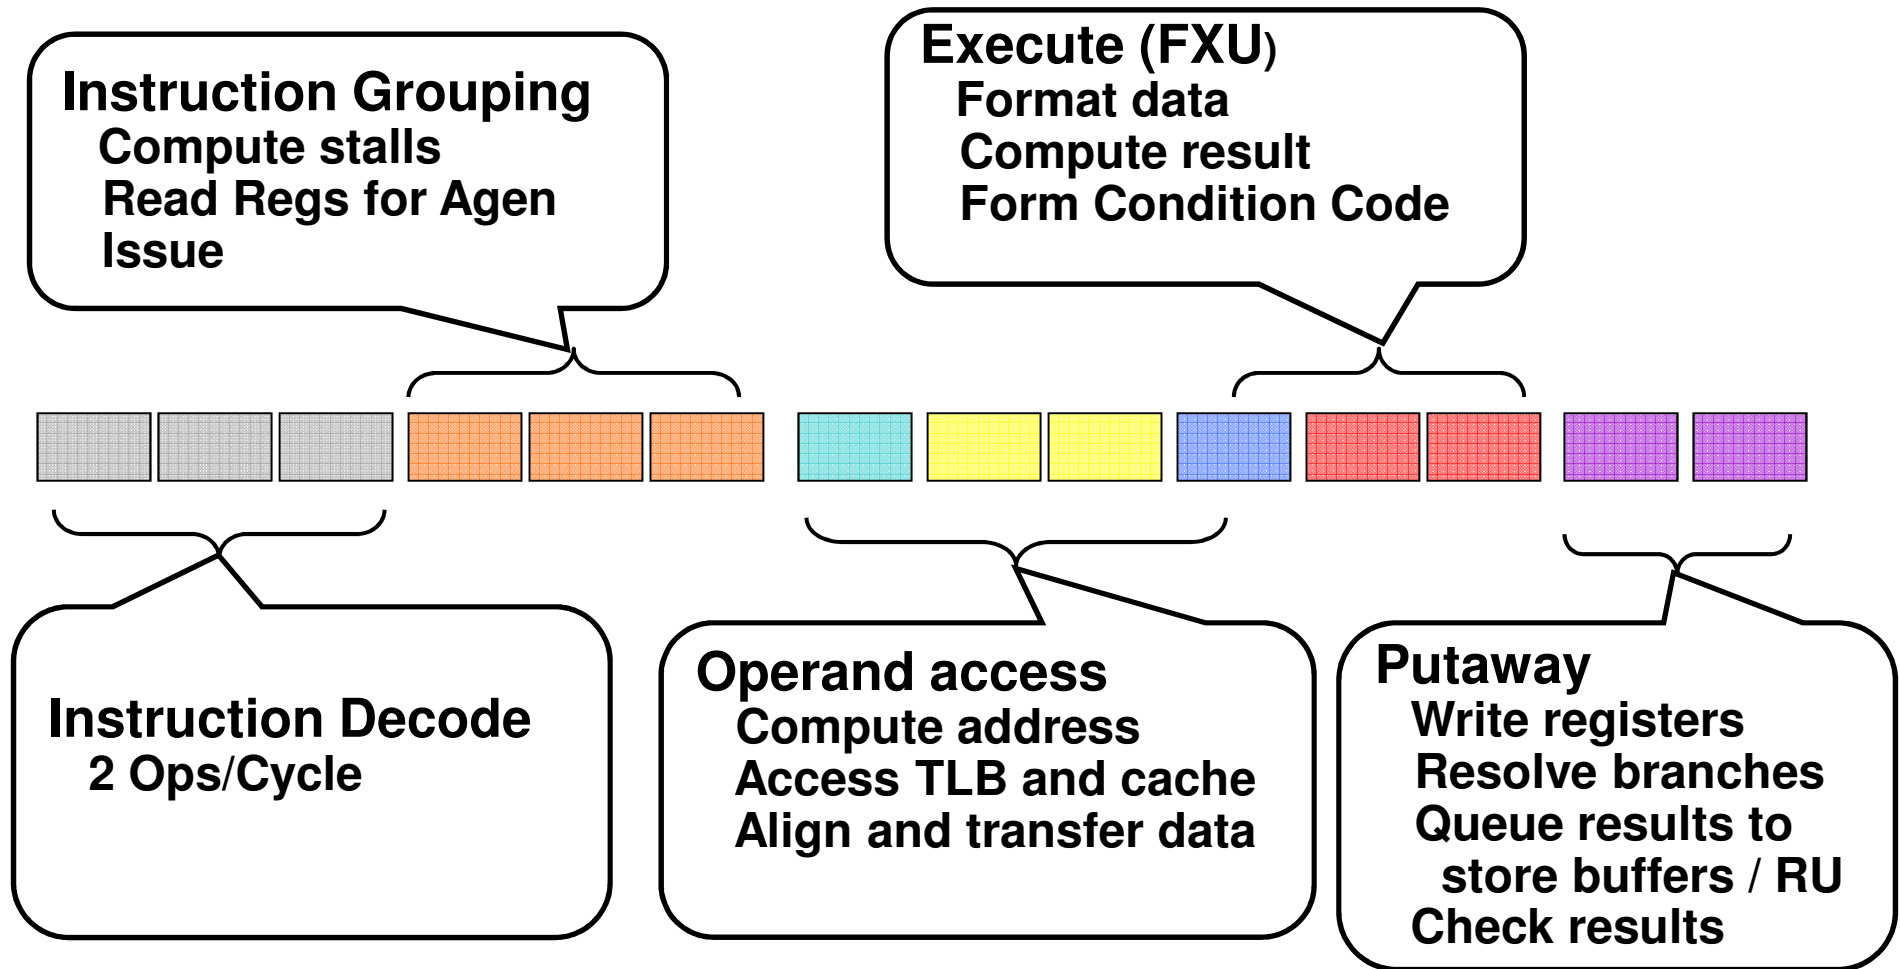 Instruction Grouping
Compute stalls
Read Regs for Agen
Issue
Execute (FXU)
Format data
Compute result
Form Condition Code
Instruction Decode
2 Ops/Cycle
Operand access
Compute address
Access TLB and cache
Align and transfer data
Putaway
Write registers
Resolve branches
Queue results to
store buffers / RU
Check results